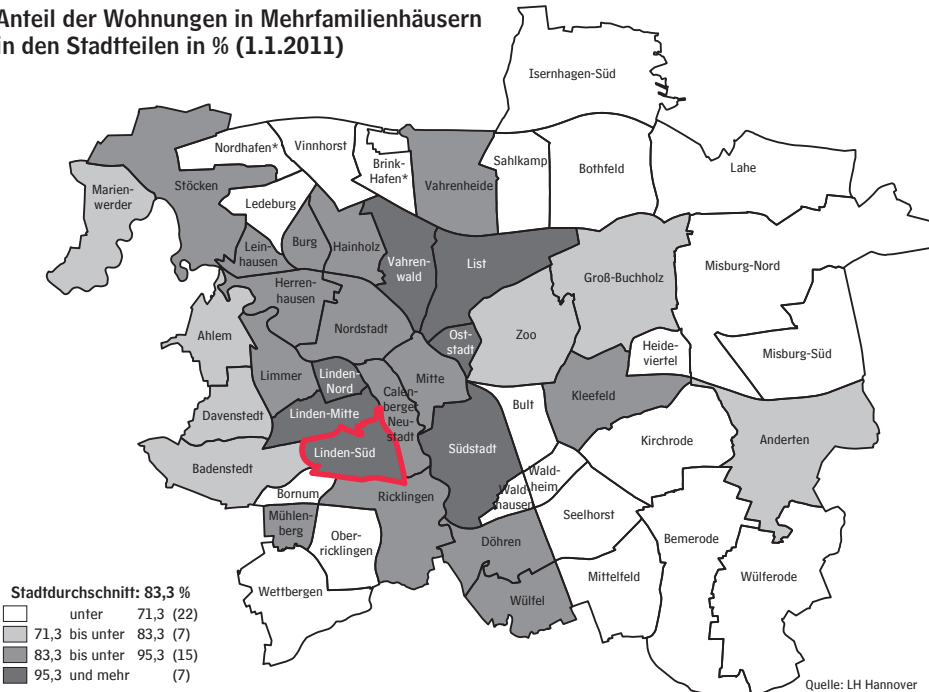 Anteil der Wohnungen in Mehrfamilienhäusern
in den Stadtteilen in % (1.1.2011)
Isernhagen-Süd
Nordhafen*
Vinnhorst
Brink-
Hafen*
Sahlkamp
Bothfeld
Lahe
Marien-
werder
Stöcken
Vahrenheide
Ledeburg
Lein-
hausen
Burg
Hainholz
Vahren-
wald
List
Groß-Buchholz
Misburg-Nord
Herren-
hausen
Nordstadt
Ahlem
Ost-
stadt
Zoo
Heide-
viertel
Misburg-Süd
Limmer
Linden-
Nord
Mitte
Calen-
berger
Neu-
stadt
Kleefeld
Davenstedt
Linden-Mitte
Bult
Kirchrode
Anderten
Badenstedt
Linden-Süd
Südstadt
Wald-
heim
Wald-
hausen
Bornum
Ricklingen
Mühlen-
berg
Ober-
ricklingen
Seelhorst
Döhren
Bemerode
Wettbergen
Mittelfeld
Wülferode
Wülfel
Stadtdurchschnitt: 83,3 %
unter 71,3 (22)
71,3 bis unter 83,3 (7)
83,3 bis unter 95,3 (15)
95,3 und mehr (7)
Quelle: LH Hannover